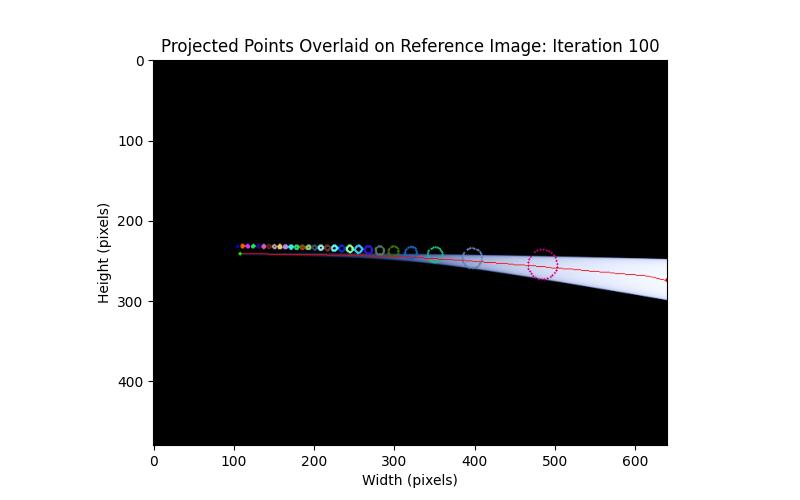 Projected Points Overlaid on Reference Image: Iteration 100
0
100
200
300
400
Height (pixels)
0 100 200 300 400 500 600
Width (pixels)